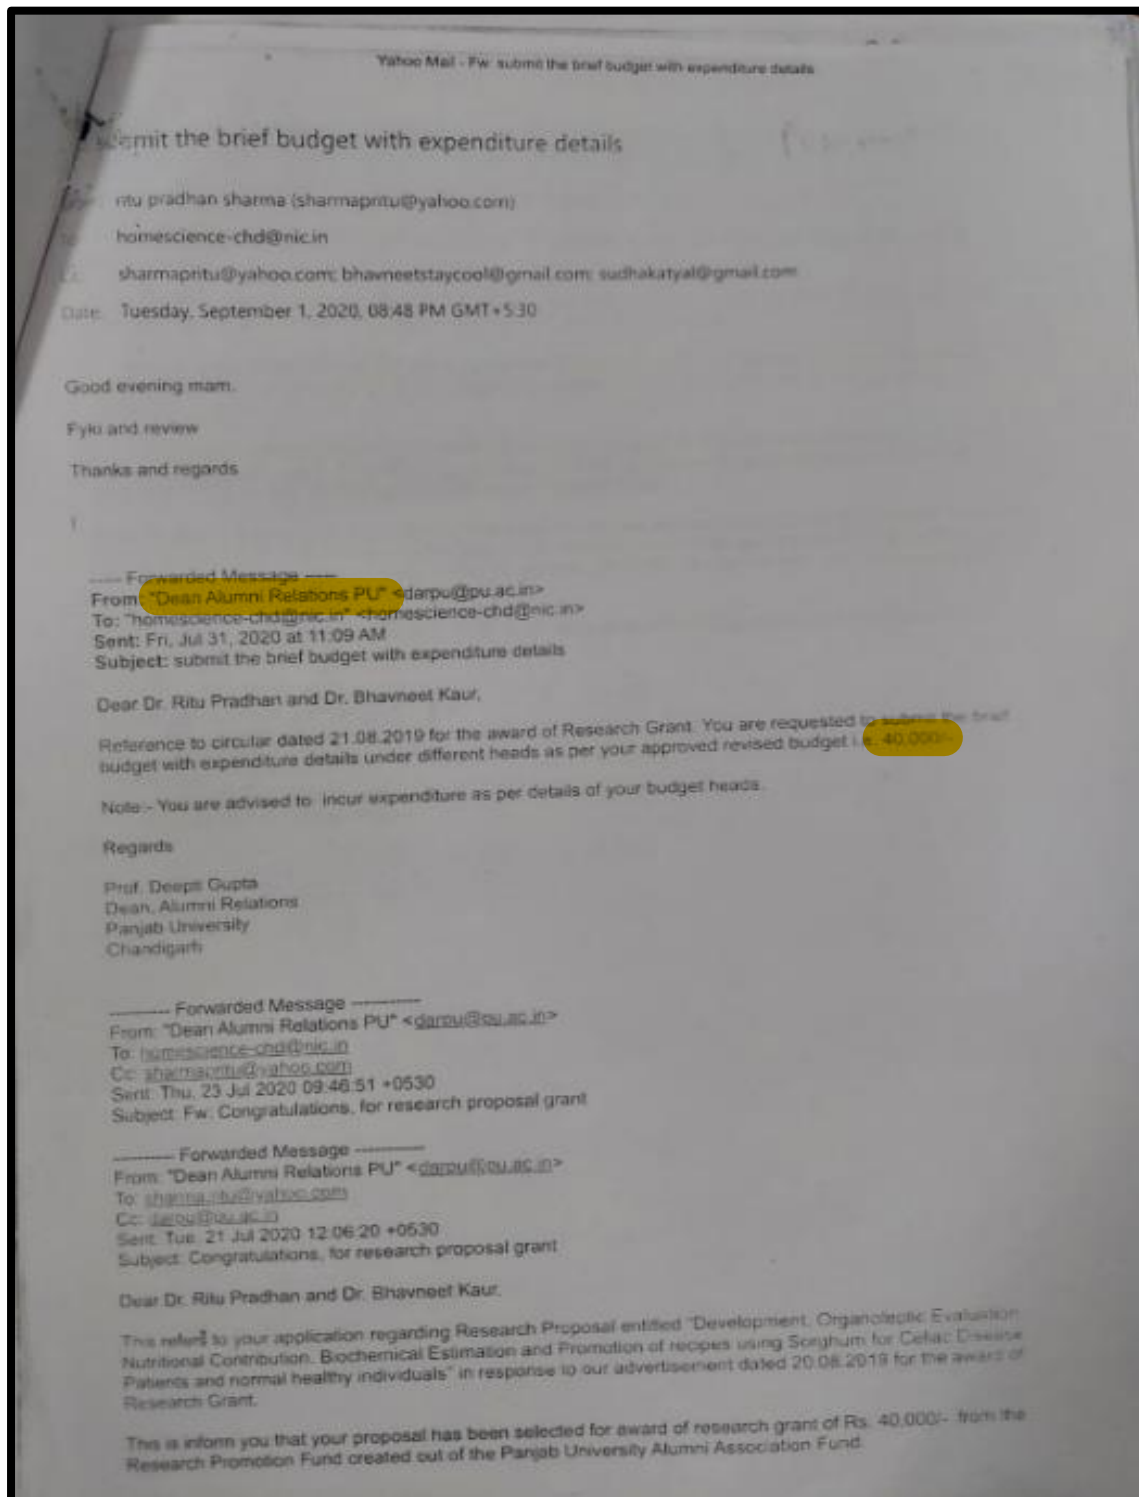 Yahoo Mail - Fw: submit the brief budget with expenditure details
mit the brief budget with expenditure details
ritu pradhan sharma (sharmapritu@yahoo.com)
homescience-chd@nic.in
sharmapritu@yahoo.com; bhavneetstaycool@gmail.com; sudhakatyal@gmail.com
Date: Tuesday, September 1, 2020, 08:48 PM GMT+5:30
Good evening mam.
Fyki and review
Thanks and regards
----- Forwarded Message -----
From: "Dean Alumni Relations PU" <darpu@pu.ac.in>
To: "homescience-chd@nic.in" <homescience-chd@nic.in>
Sent: Fri, Jul 31, 2020 at 11:09 AM
Subject: submit the brief budget with expenditure details
Dear Dr. Ritu Pradhan and Dr. Bhavneet Kaur,
Reference to circular dated 21.08.2019 for the award of Research Grant. You are requested to submit the brief
budget with expenditure details under different heads as per your approved revised budget i.e. 40,000/-
Note:- You are advised to incur expenditure as per details of your budget heads.
Regards
Prof. Deepti Gupta
Dean, Alumni Relations
Panjab University
Chandigarh
---------- Forwarded Message -----------
From: "Dean Alumni Relations PU" <darpu@pu.ac.in>
To: homescience-chd@nic.in
Cc: sharmapritu@yahoo.com
Sent: Thu, 23 Jul 2020 09:46:51 +0530
Subject: Fw: Congratulations, for research proposal grant
---------- Forwarded Message -----------
From: "Dean Alumni Relations PU" <darpu@pu.ac.in>
To:
Cc: darpu@pu.ac.in
Sent: Tue, 21 Jul 2020 12:06:20 +0530
Subject: Congratulations, for research proposal grant
Dear Dr. Ritu Pradhan and Dr. Bhavneet Kaur,
This refers to your application regarding Research Proposal entitled "Development, Organoleptic Evaluation
Nutritional Contribution, Biochemical Estimation and Promotion of recipes using Sorghum for Celiac Disease
Patients and normal healthy individuals" in response to our advertisement dated 20.08.2019 for the award of
Research Grant.
This is inform you that your proposal has been selected for award of research grant of Rs. 40,000/- from the
Research Promotion Fund created out of the Panjab University Alumni Association Fund.